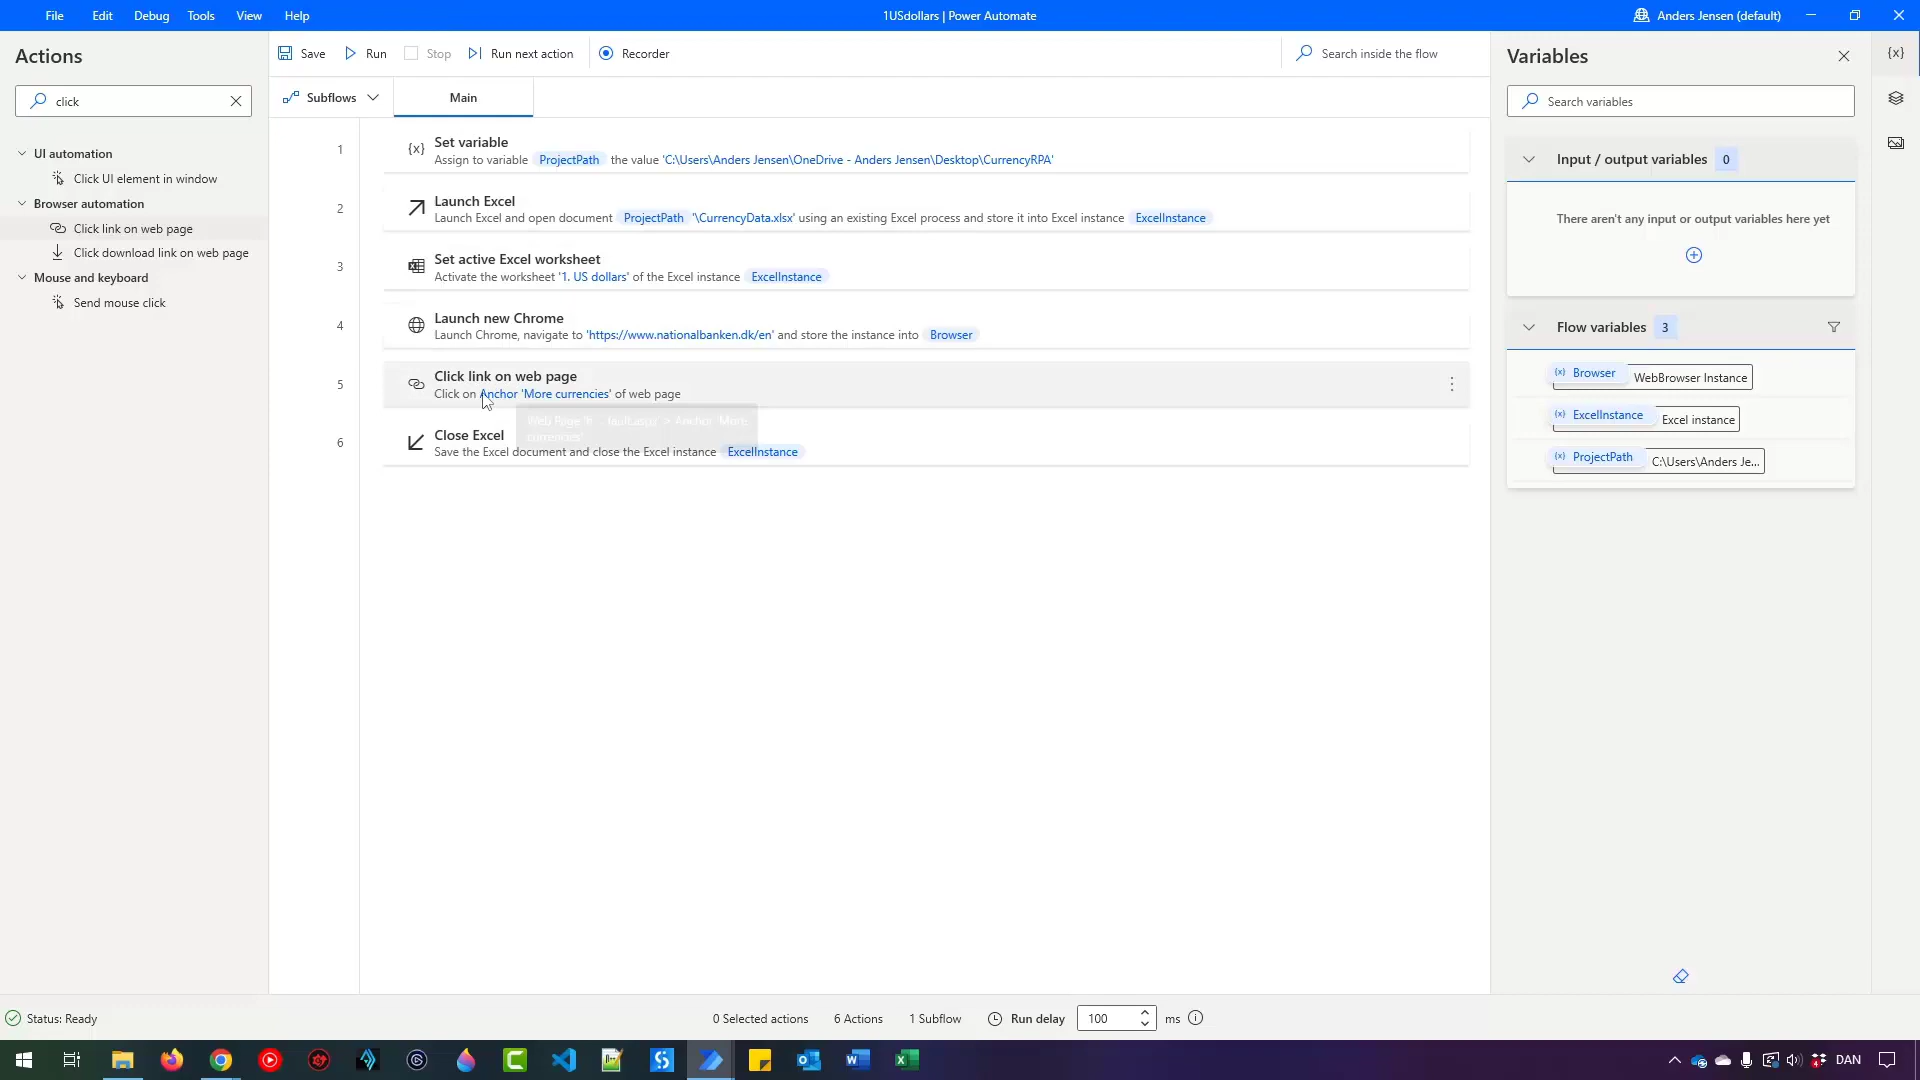 File Edit Debug Tools View Help
1USdollars | Power Automate
Anders Jensen (default)
Actions
click
UI automation
Click UI element in window
Browser automation
Click link on web page
Click download link on web page
Mouse and keyboard
Send mouse click
Save Run Stop Run next action Recorder
Search inside the flow
Subflows Main
1
{x} Set variable
Assign to variable ProjectPath the value 'C:\Users\Anders Jensen\OneDrive - Anders Jensen\Desktop\CurrencyRPA'
2
Launch Excel
Launch Excel and open document ProjectPath '\CurrencyData.xlsx' using an existing Excel process and store it into Excel instance ExcelInstance
3
Set active Excel worksheet
Activate the worksheet '1. US dollars' of the Excel instance ExcelInstance
4
Launch new Chrome
Launch Chrome, navigate to 'https://www.nationalbanken.dk/en' and store the instance into Browser
5
Click link on web page
Click on Anchor 'More currencies' of web page
6
Close Excel
Save the Excel document and close the Excel instance ExcelInstance
Variables
{x}
Search variables
Input / output variables 0
There aren't any input or output variables here yet
Flow variables 3
(x) Browser WebBrowser Instance
(x) ExcelInstance Excel instance
(x) ProjectPath C:\Users\Anders Je...
Status: Ready
0 Selected actions 6 Actions 1 Subflow Run delay 100 ms
DAN